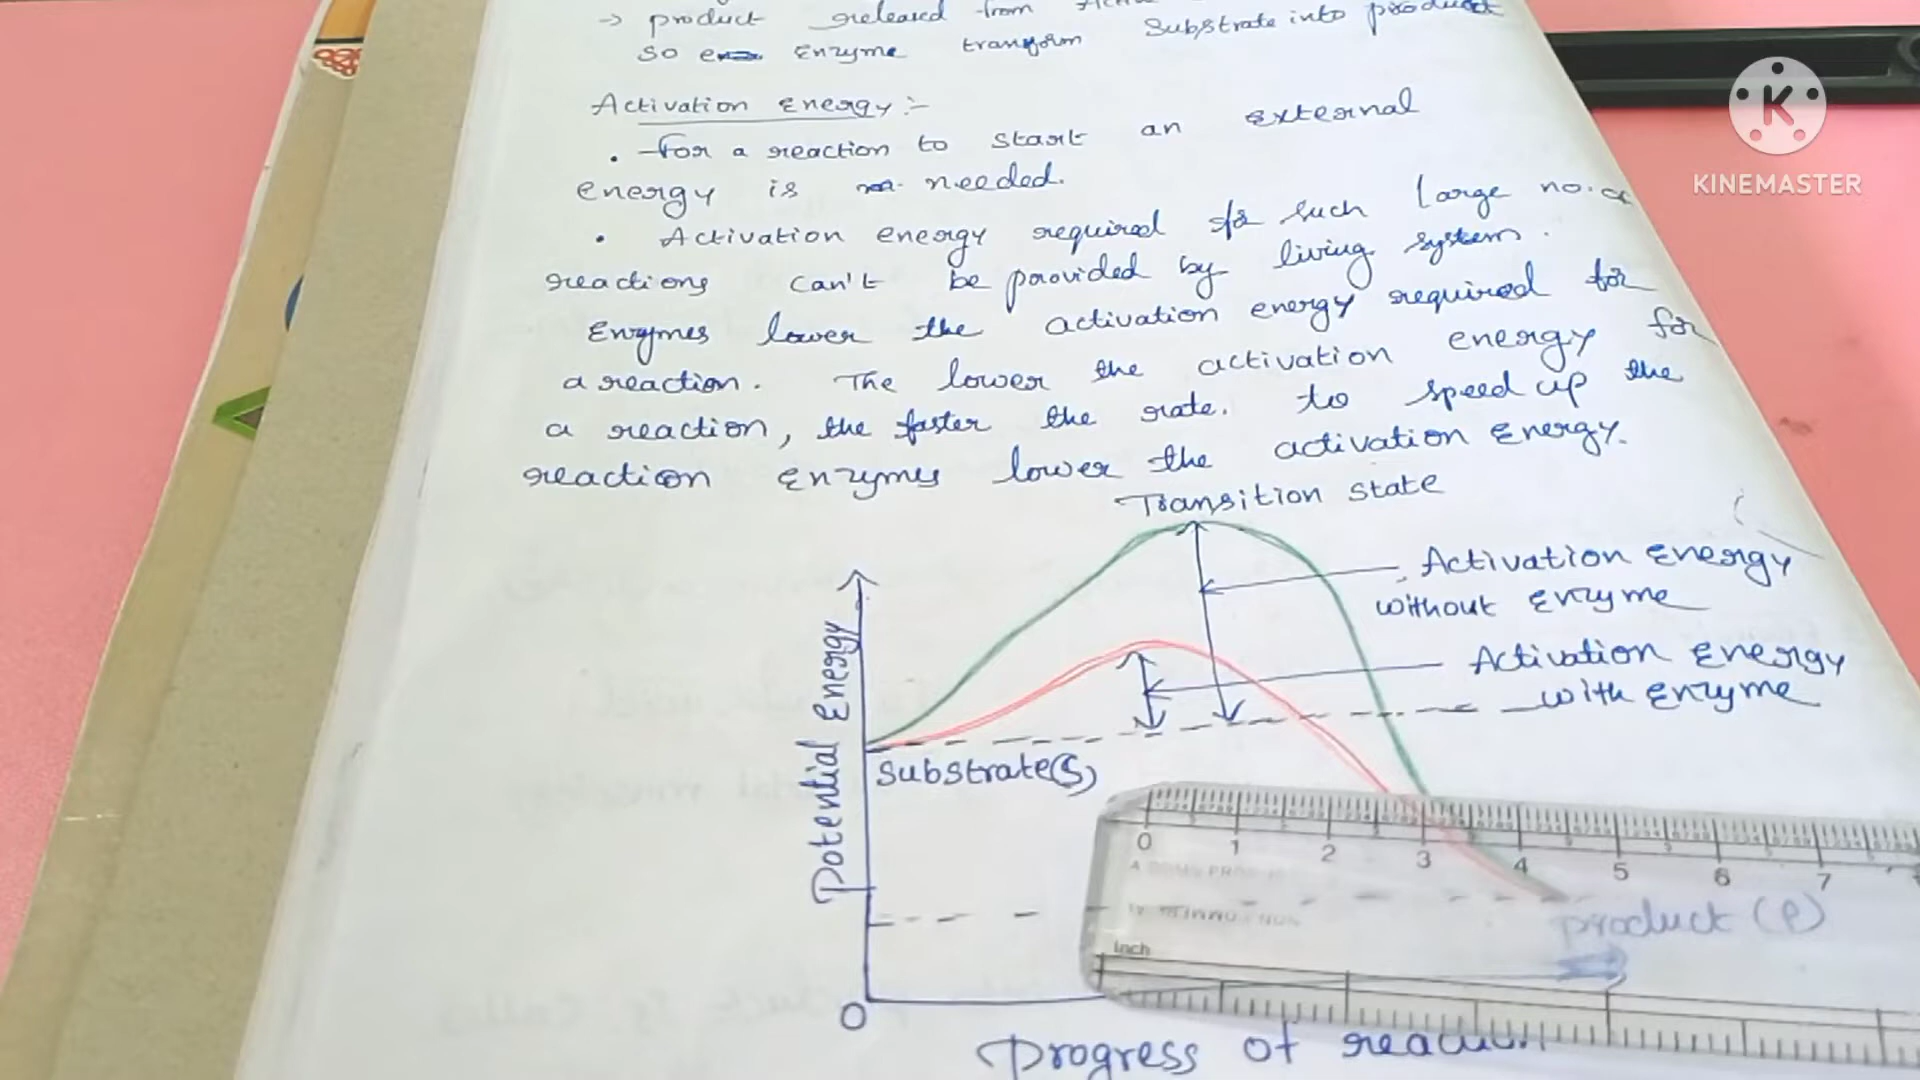 → product released from
so enzyme transform substrate into product
Activation Energy :-
KINEMASTER
. For a reaction to start an external
energy is needed.
• Activation energy required for such large no. of
reactions can't be provided by living system.
Enzymes lower the activation energy required for
a reaction. The lower the activation energy for
a reaction, the faster the rate. to speed up the
reaction enzymes lower the activation energy.
Transition state
Activation Energy
without Enzyme
Activation Energy
with Enzyme
Potential Energy
Substrate(S)
0 1 2 3 4 5 6 7
product (P)
Inch
O
Progress of reaction